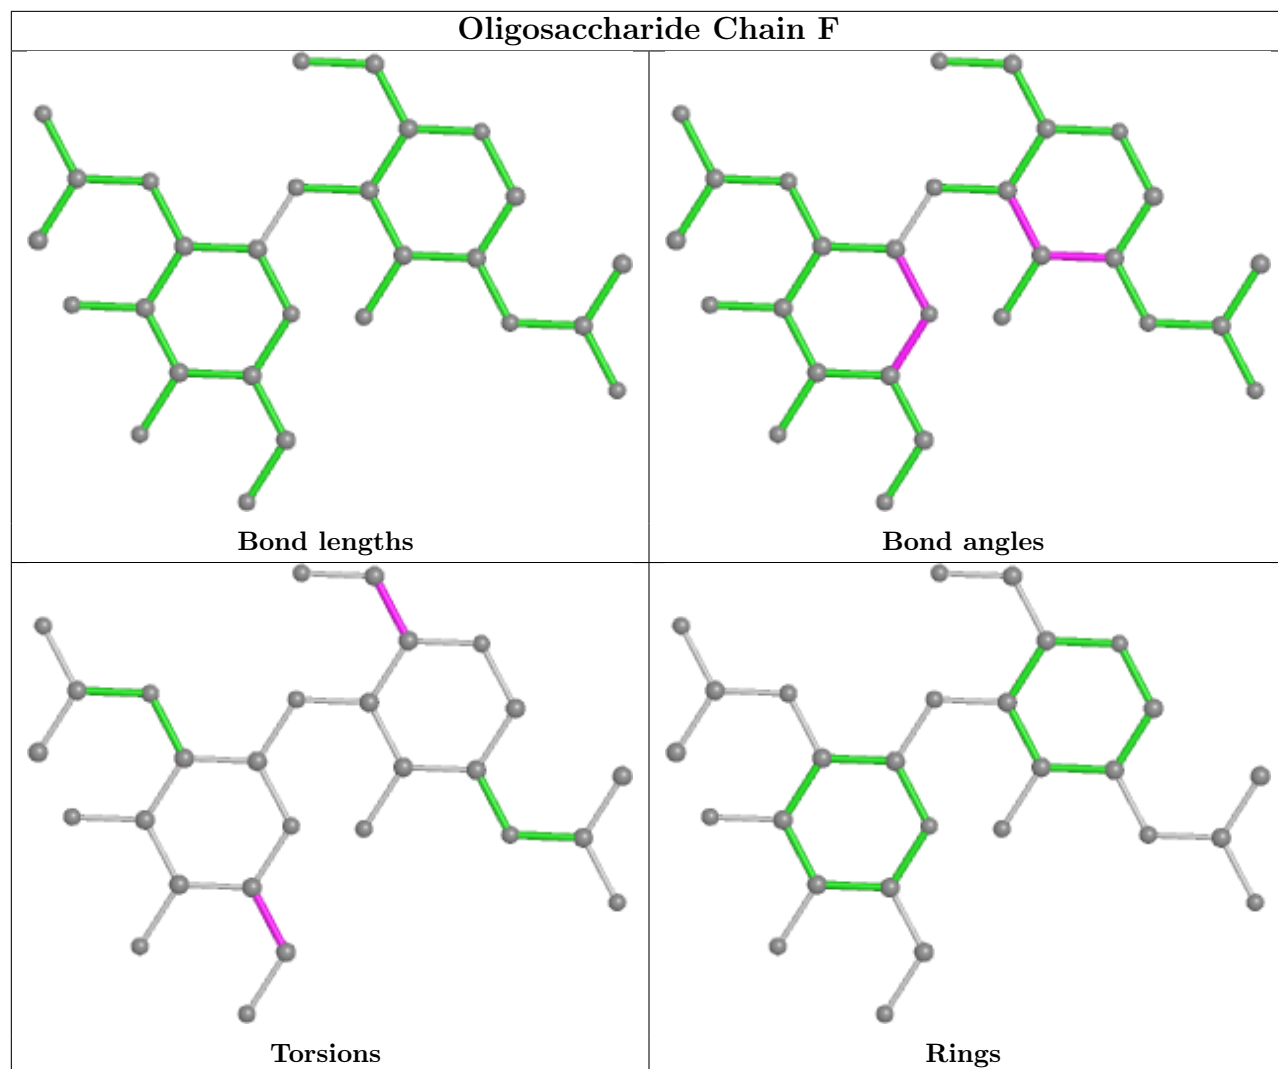 Oligosaccharide Chain F
Bond lengths
Bond angles
Torsions
Rings